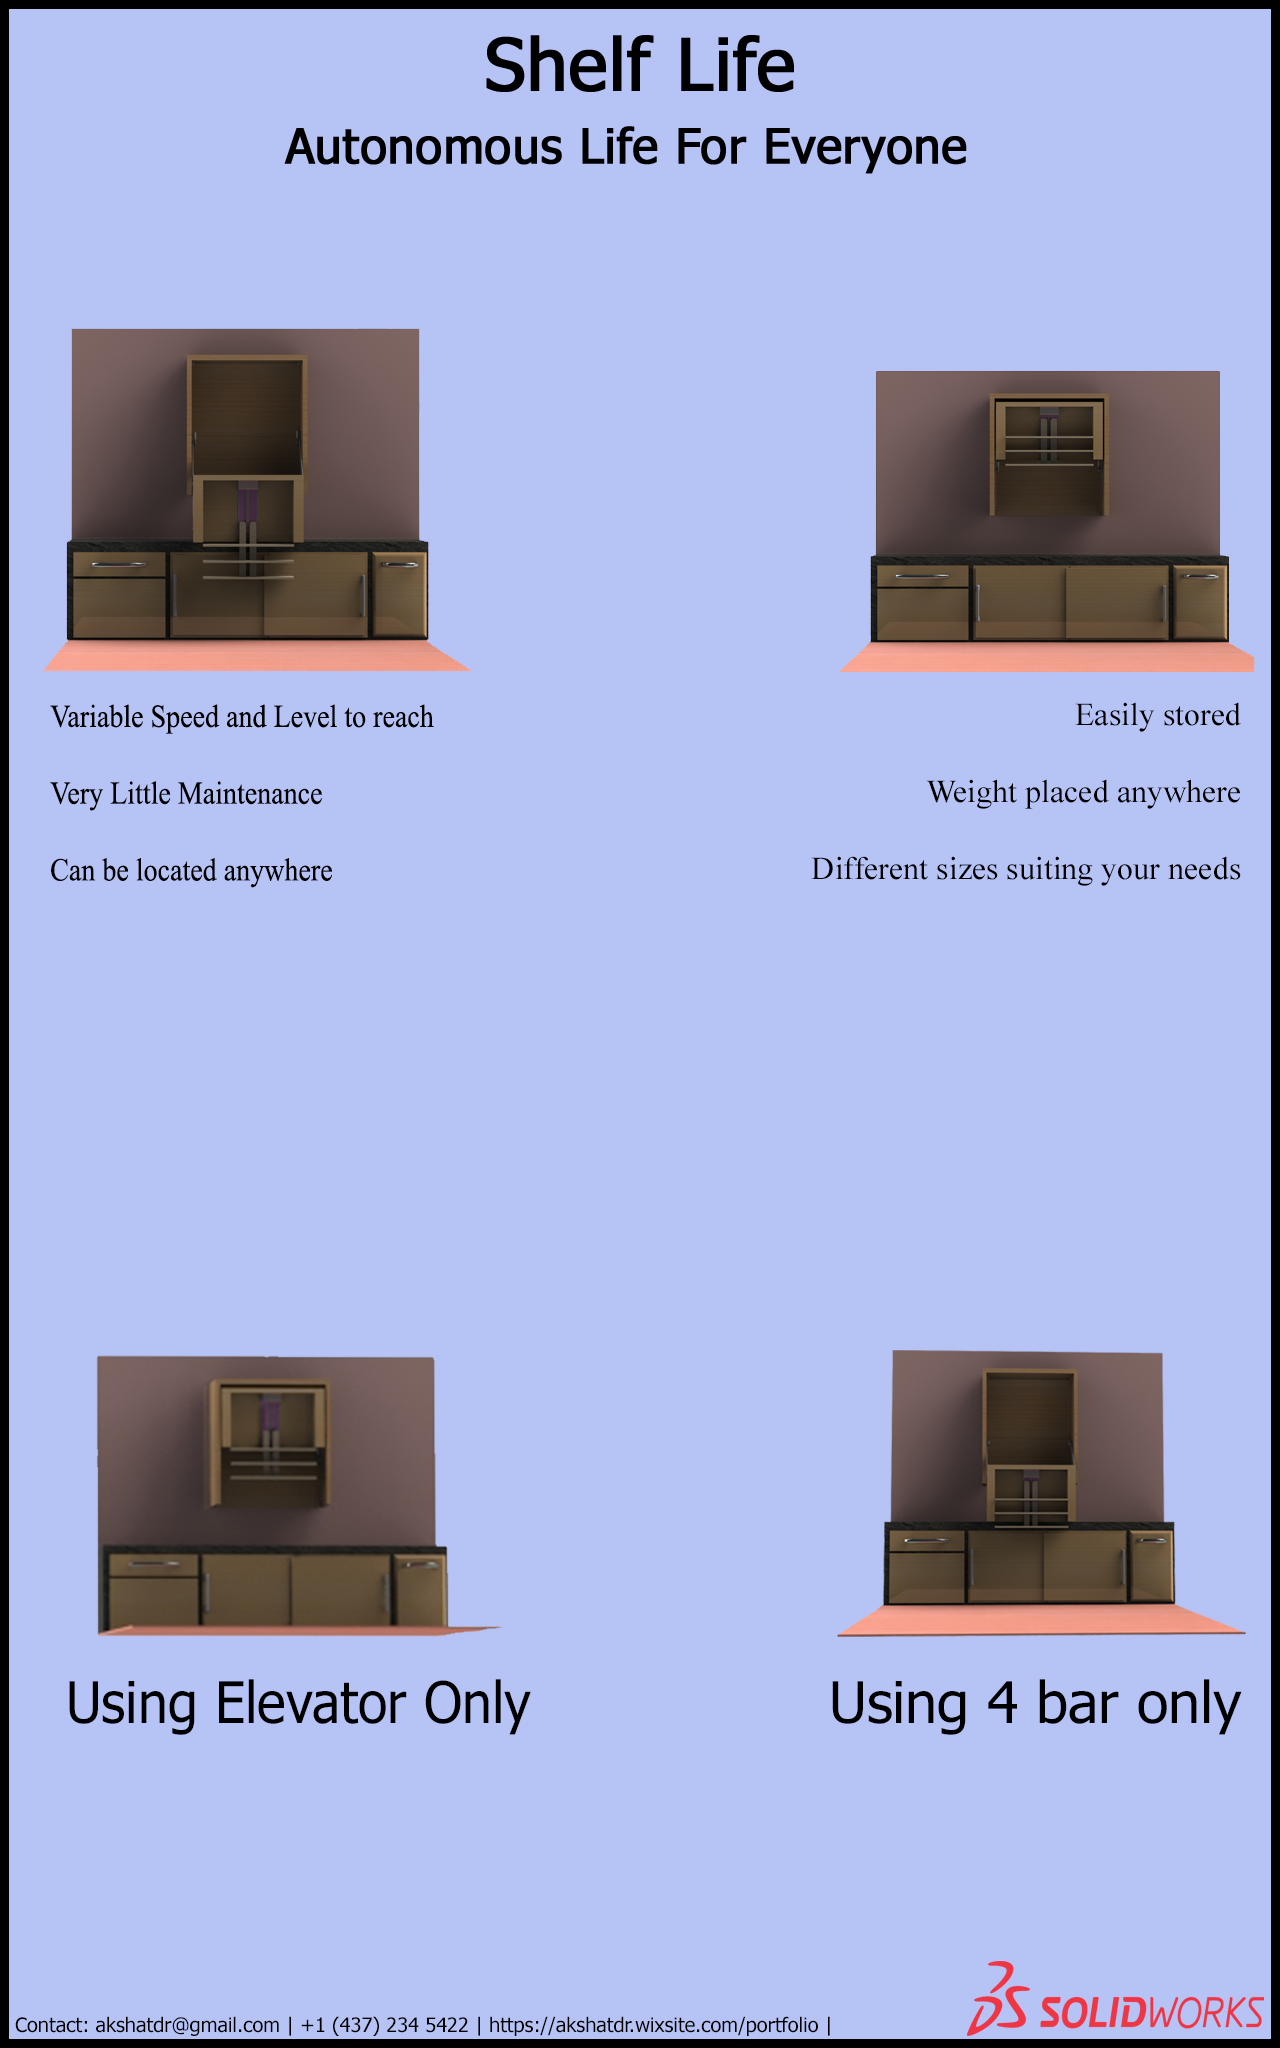 Shelf Life
Autonomous Life For Everyone
Variable Speed and Level to reach
Very Little Maintenance
Can be located anywhere
Easily stored
Weight placed anywhere
Different sizes suiting your needs
Using Elevator Only
Using 4 bar only
Contact: akshatdr@gmail.com | +1 (437) 234 5422 | https://akshatdr.wixsite.com/portfolio |
SOLIDWORKS